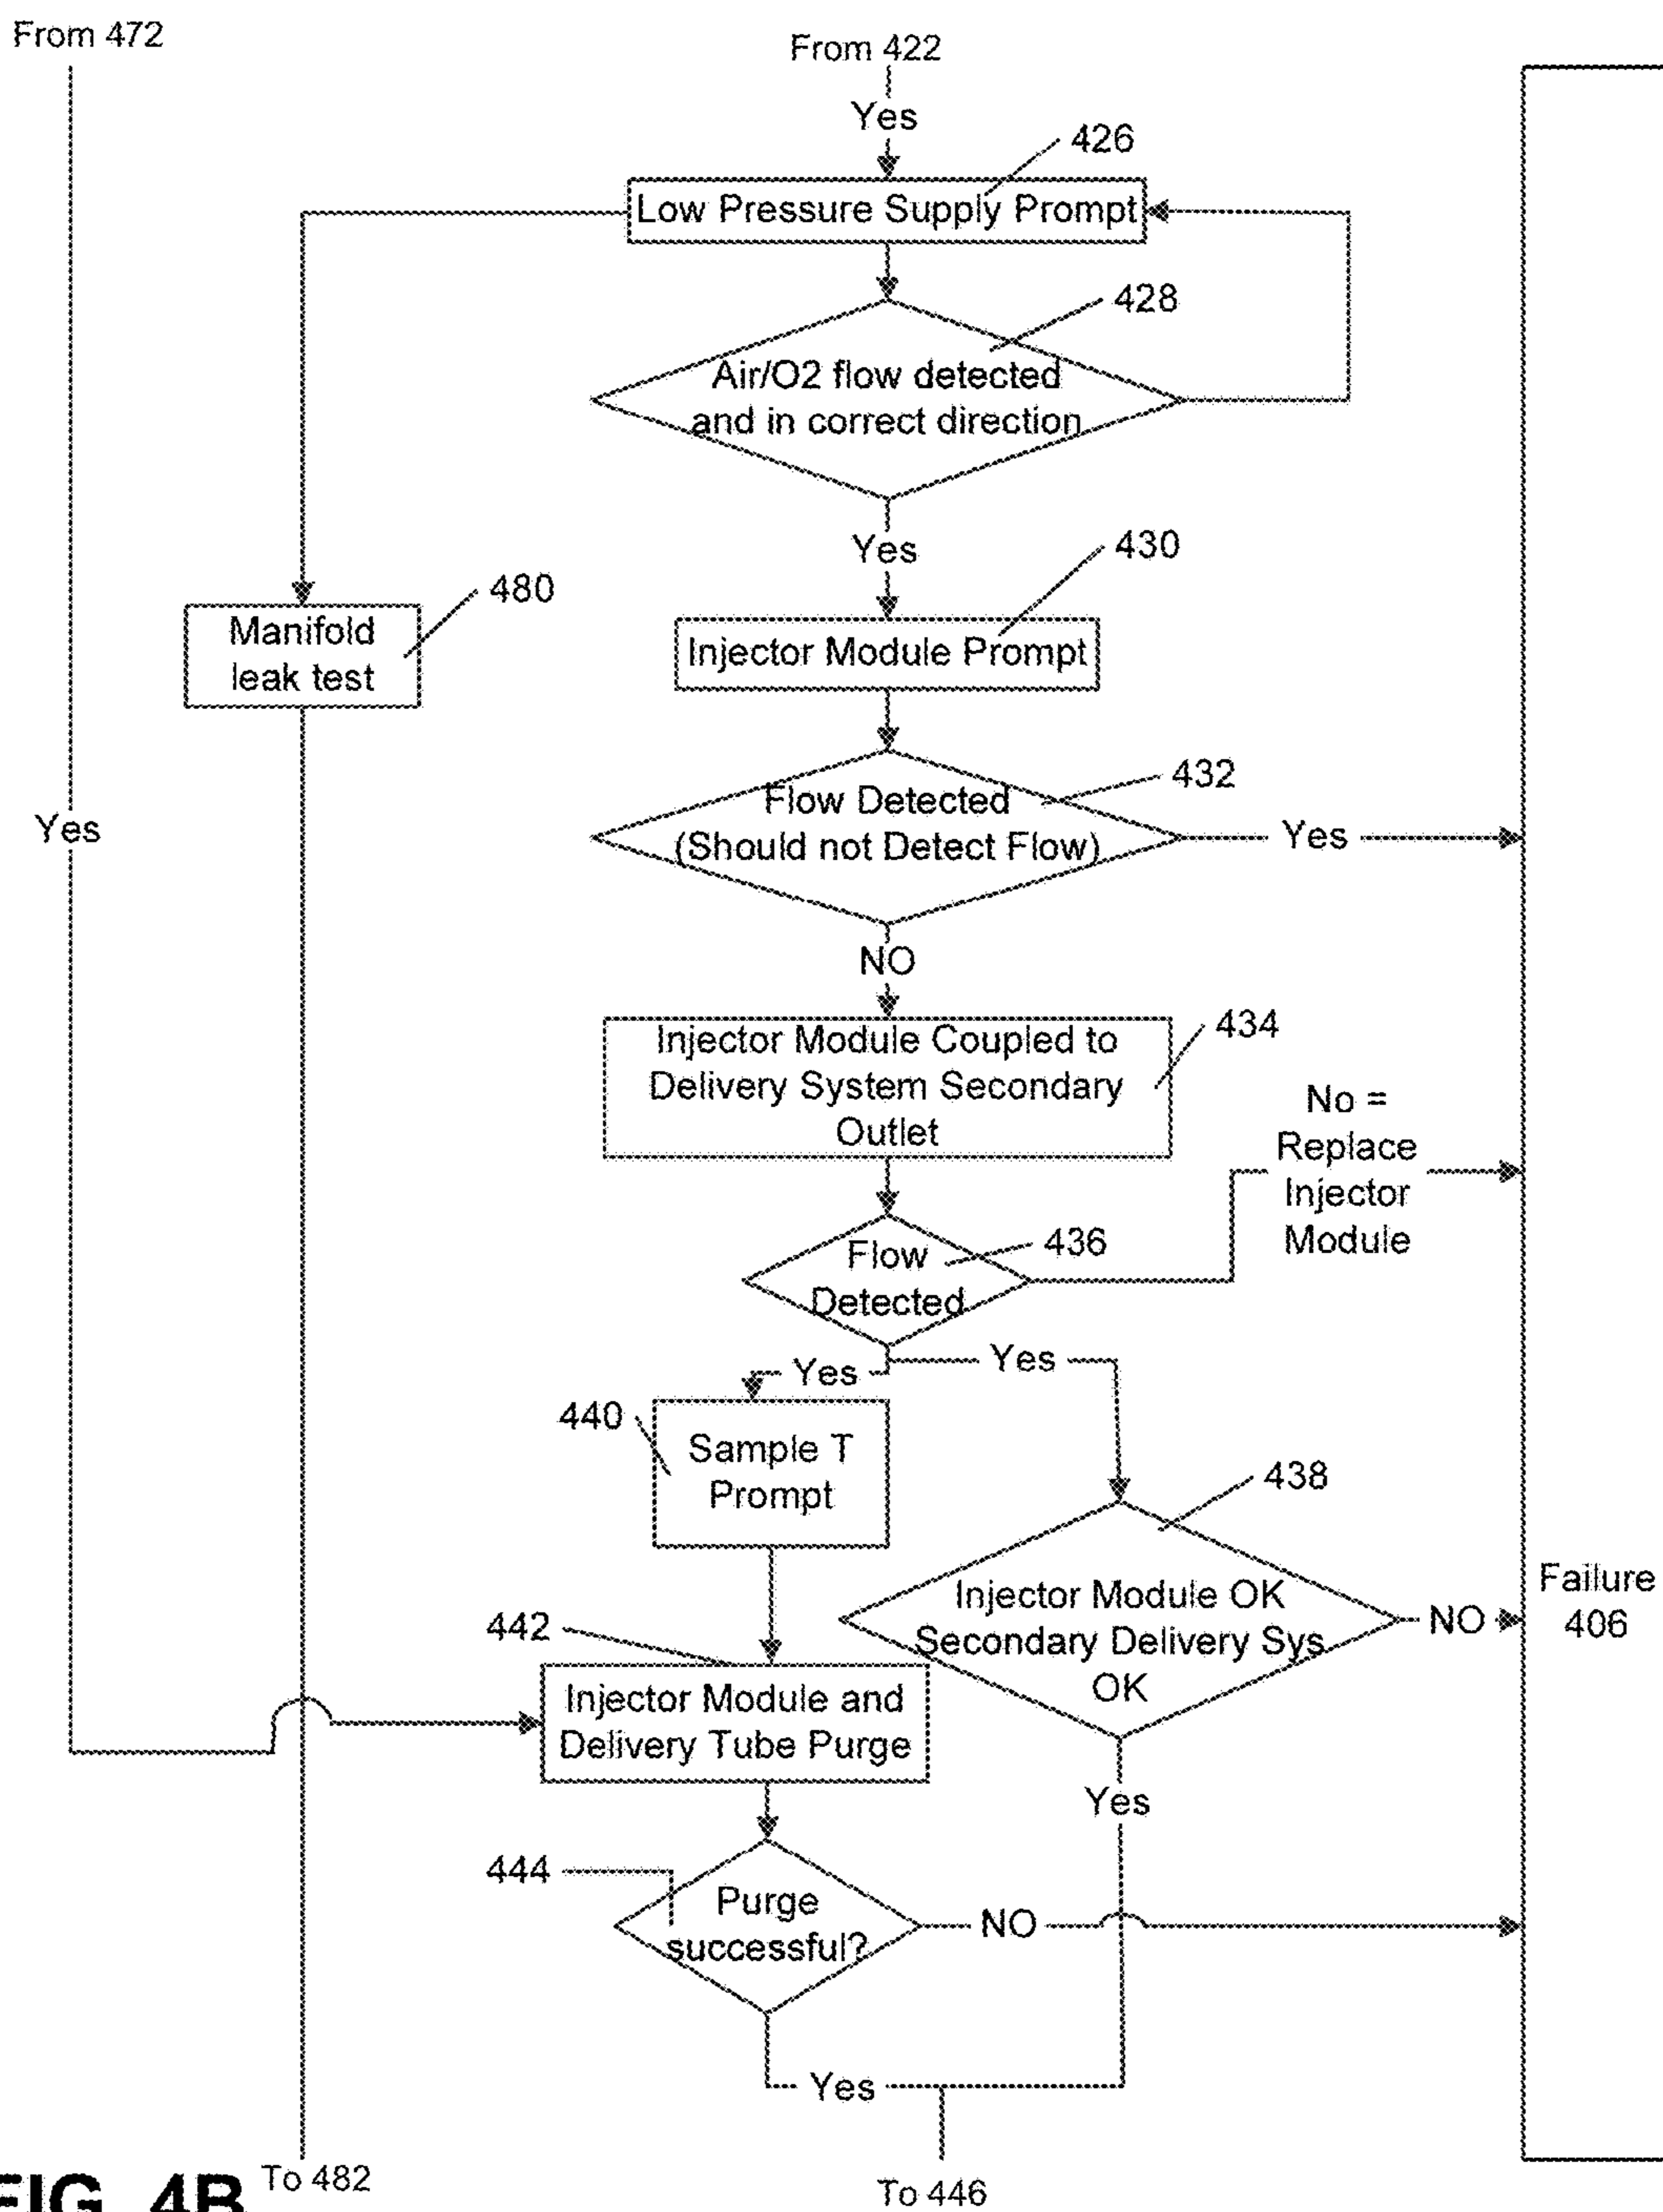 From 472
From 422
Yes
426
Low Pressure Supply Prompt
428
Air/O2 flow detected
and in correct direction
Yes
430
480
Manifold
leak test
Injector Module Prompt
432
Flow Detected
(Should not Detect Flow)
Yes
Yes
NO
434
Injector Module Coupled to
Delivery System Secondary
Outlet
No =
Replace
Injector
Module
436
Flow
Detected
Yes
Yes
440
Sample T
Prompt
438
Injector Module OK
Secondary Delivery Sys
OK
NO
Failure
406
442
Injector Module and
Delivery Tube Purge
Yes
444
Purge
successful?
NO
Yes
To 482
To 446
FIG. 4B